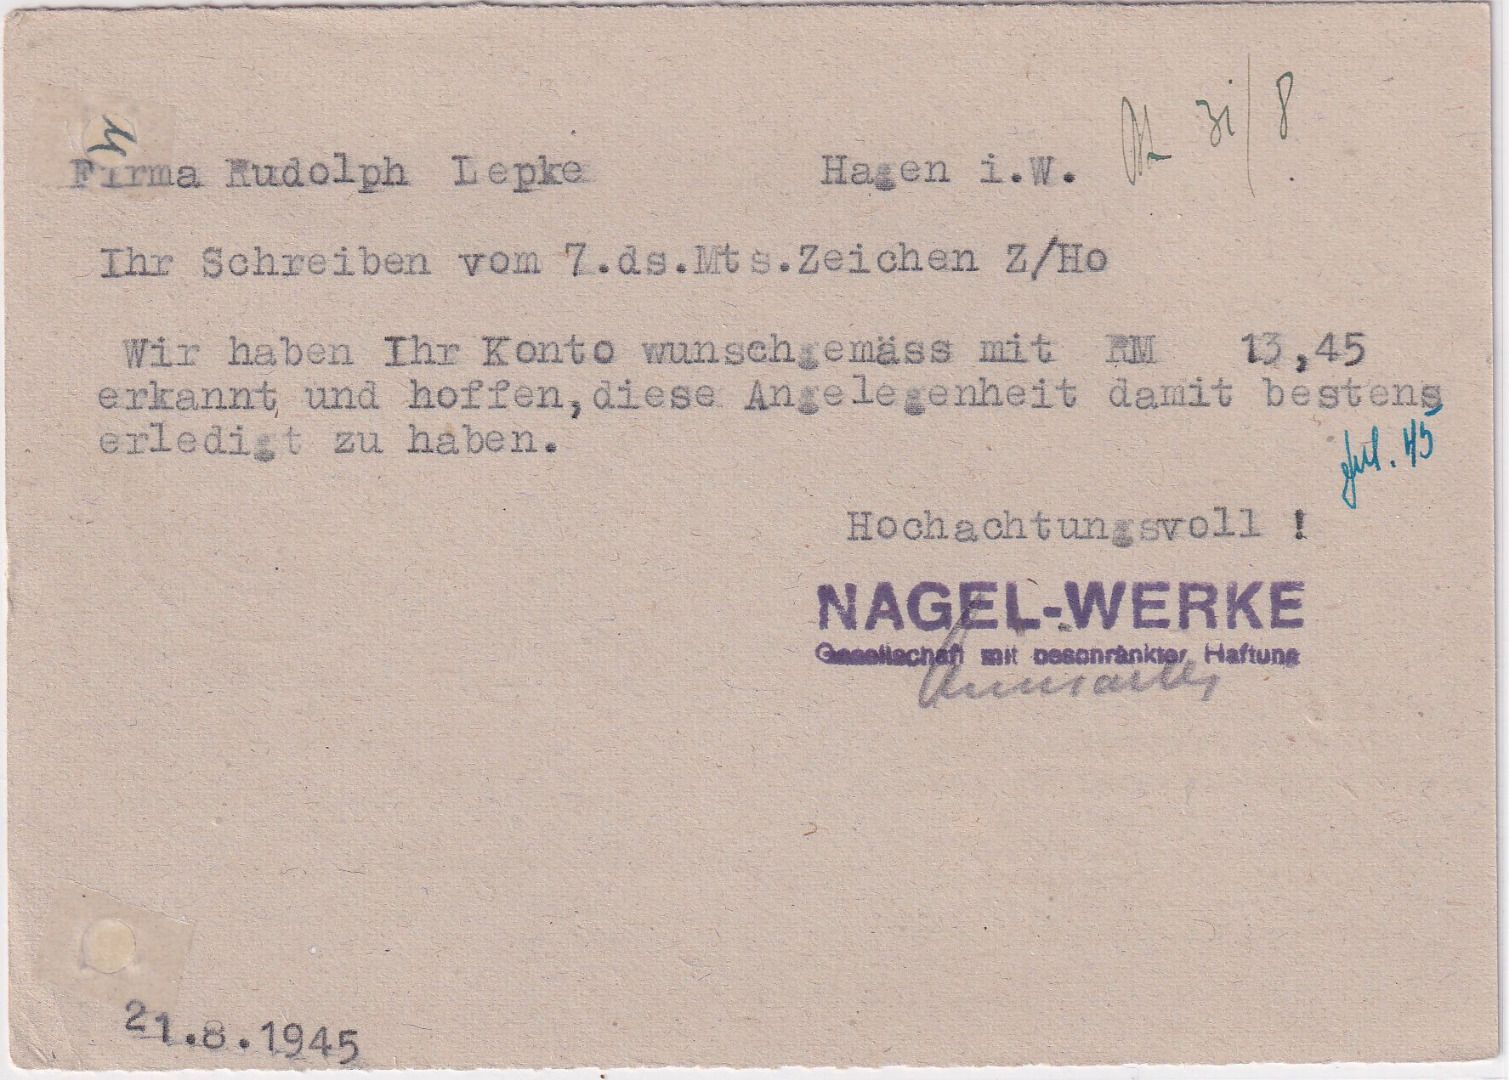 Firma Rudolph Lepke Hagen i.W. 31/8
Ihr Schreiben vom 7.ds.Mts.Zeichen Z/Ho
Wir haben Ihr Konto wunschgemäss mit RM 13,45
erkannt und hoffen,diese Angelegenheit damit bestens
erledigt zu haben.
Hochachtungsvoll !
NAGEL-WERKE
Gesellschaft mit beschränkter Haftung
21.8.1945